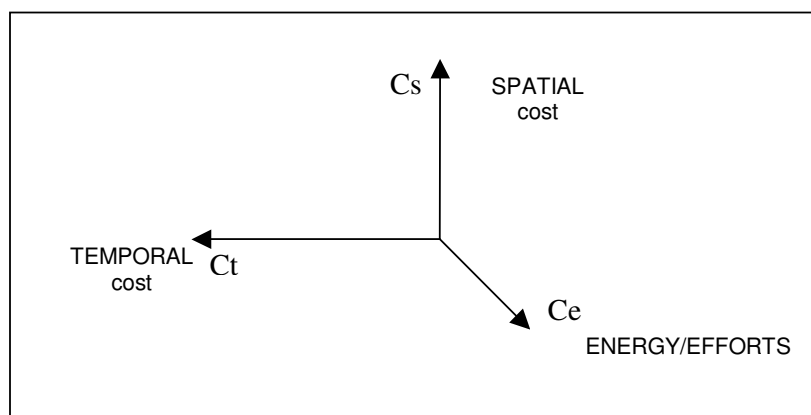 Cs
SPATIAL
cost
TEMPORAL
cost
Ct
Ce
ENERGY/EFFORTS